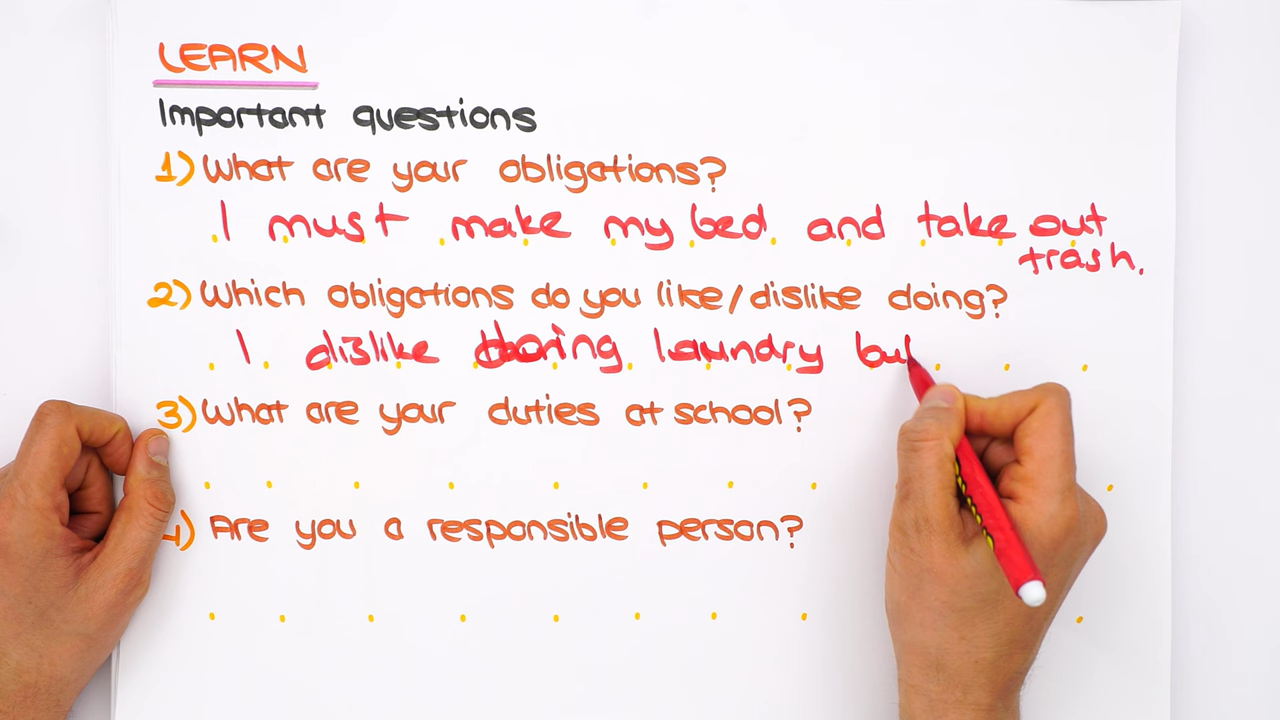 LEARN
Important questions
1) What are your obligations?
I must make my bed and take out
trash.
2) Which obligations do you like/dislike doing?
I dislike doing laundry bu
3) What are your duties at school?
4) Are you a responsible person?